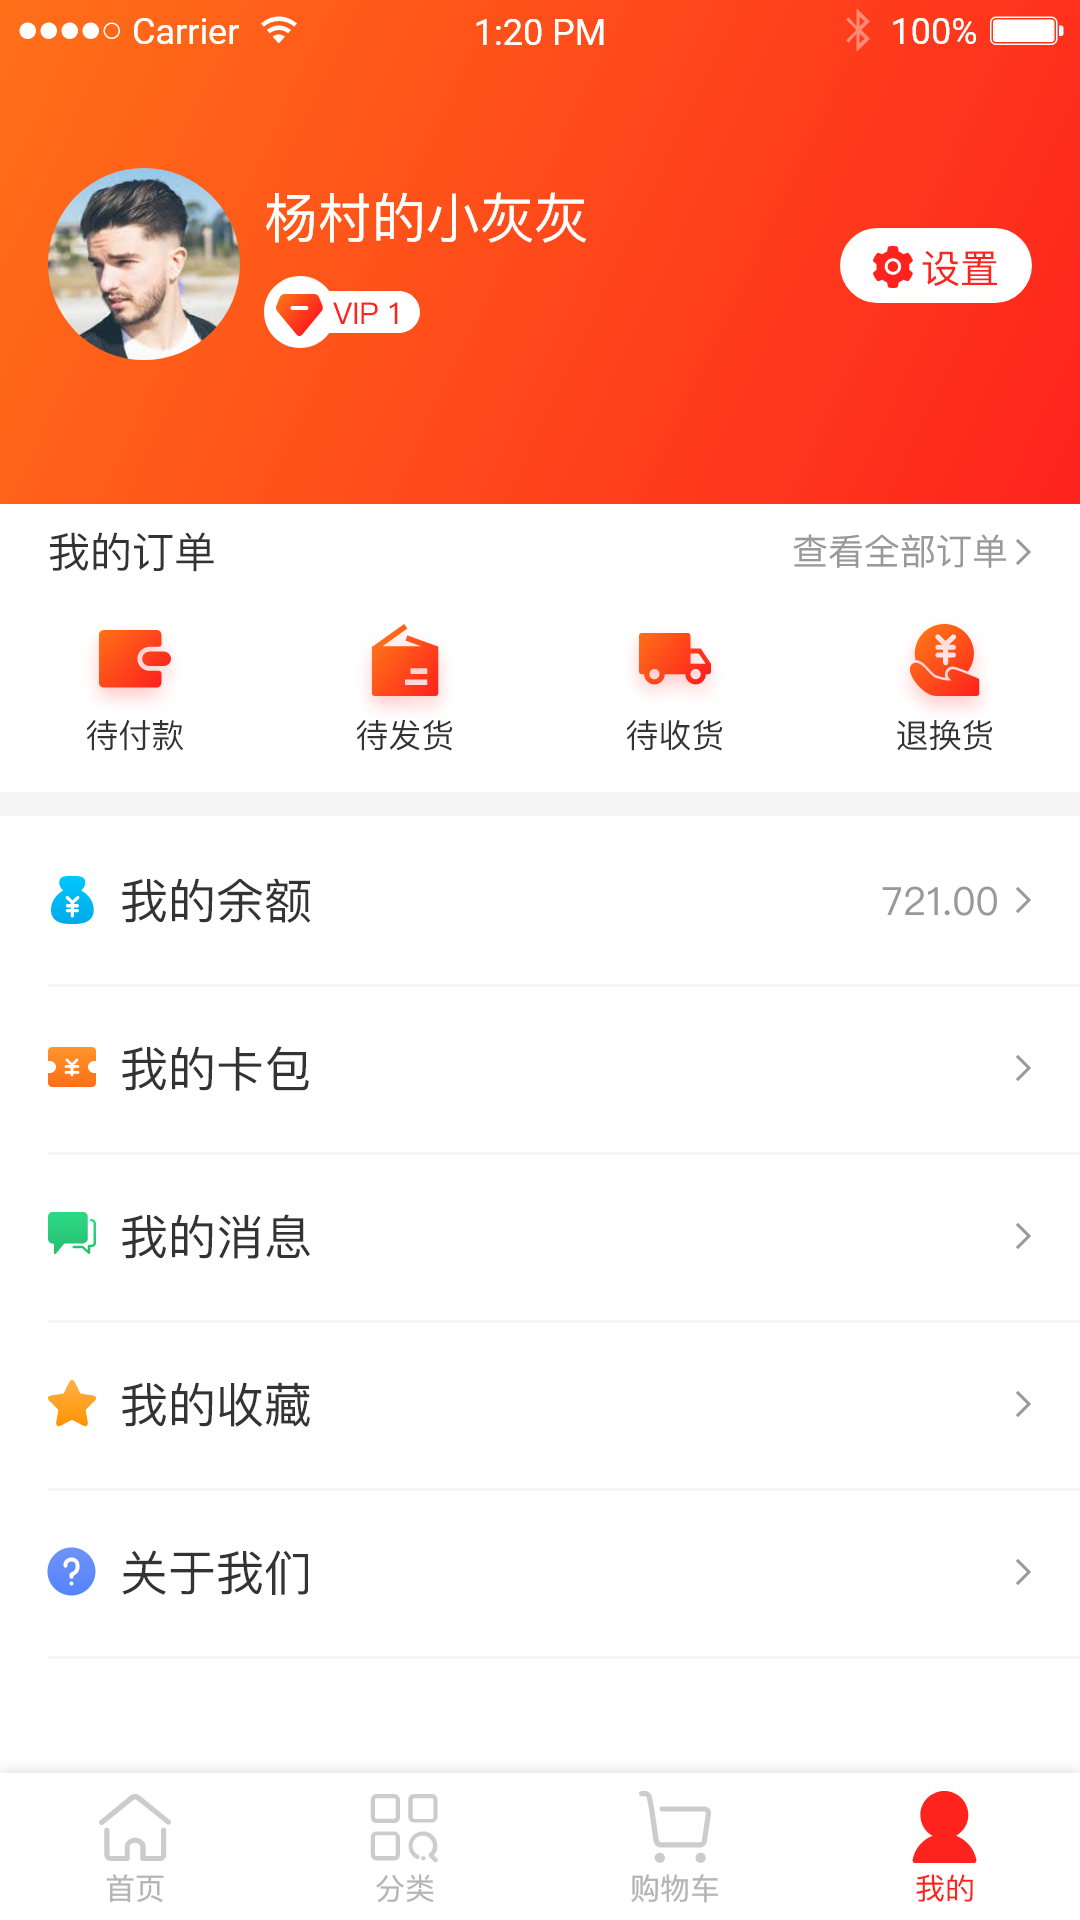 Carrier 1:20 PM 100%
杨村的小灰灰
VIP 1
设置
我的订单 查看全部订单
待付款 待发货 待收货 退换货
我的余额 721.00
我的卡包
我的消息
我的收藏
关于我们
首页 分类 购物车 我的